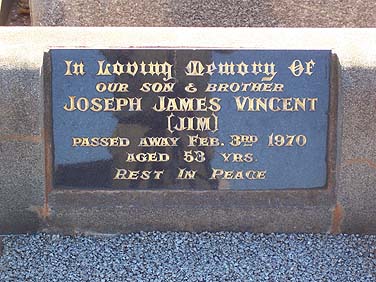 In Loving Memory Of
OUR SON & BROTHER
JOSEPH JAMES VINCENT
(JIM)
PASSED AWAY FEB. 3RD 1970
AGED 53 YRS.
REST IN PEACE